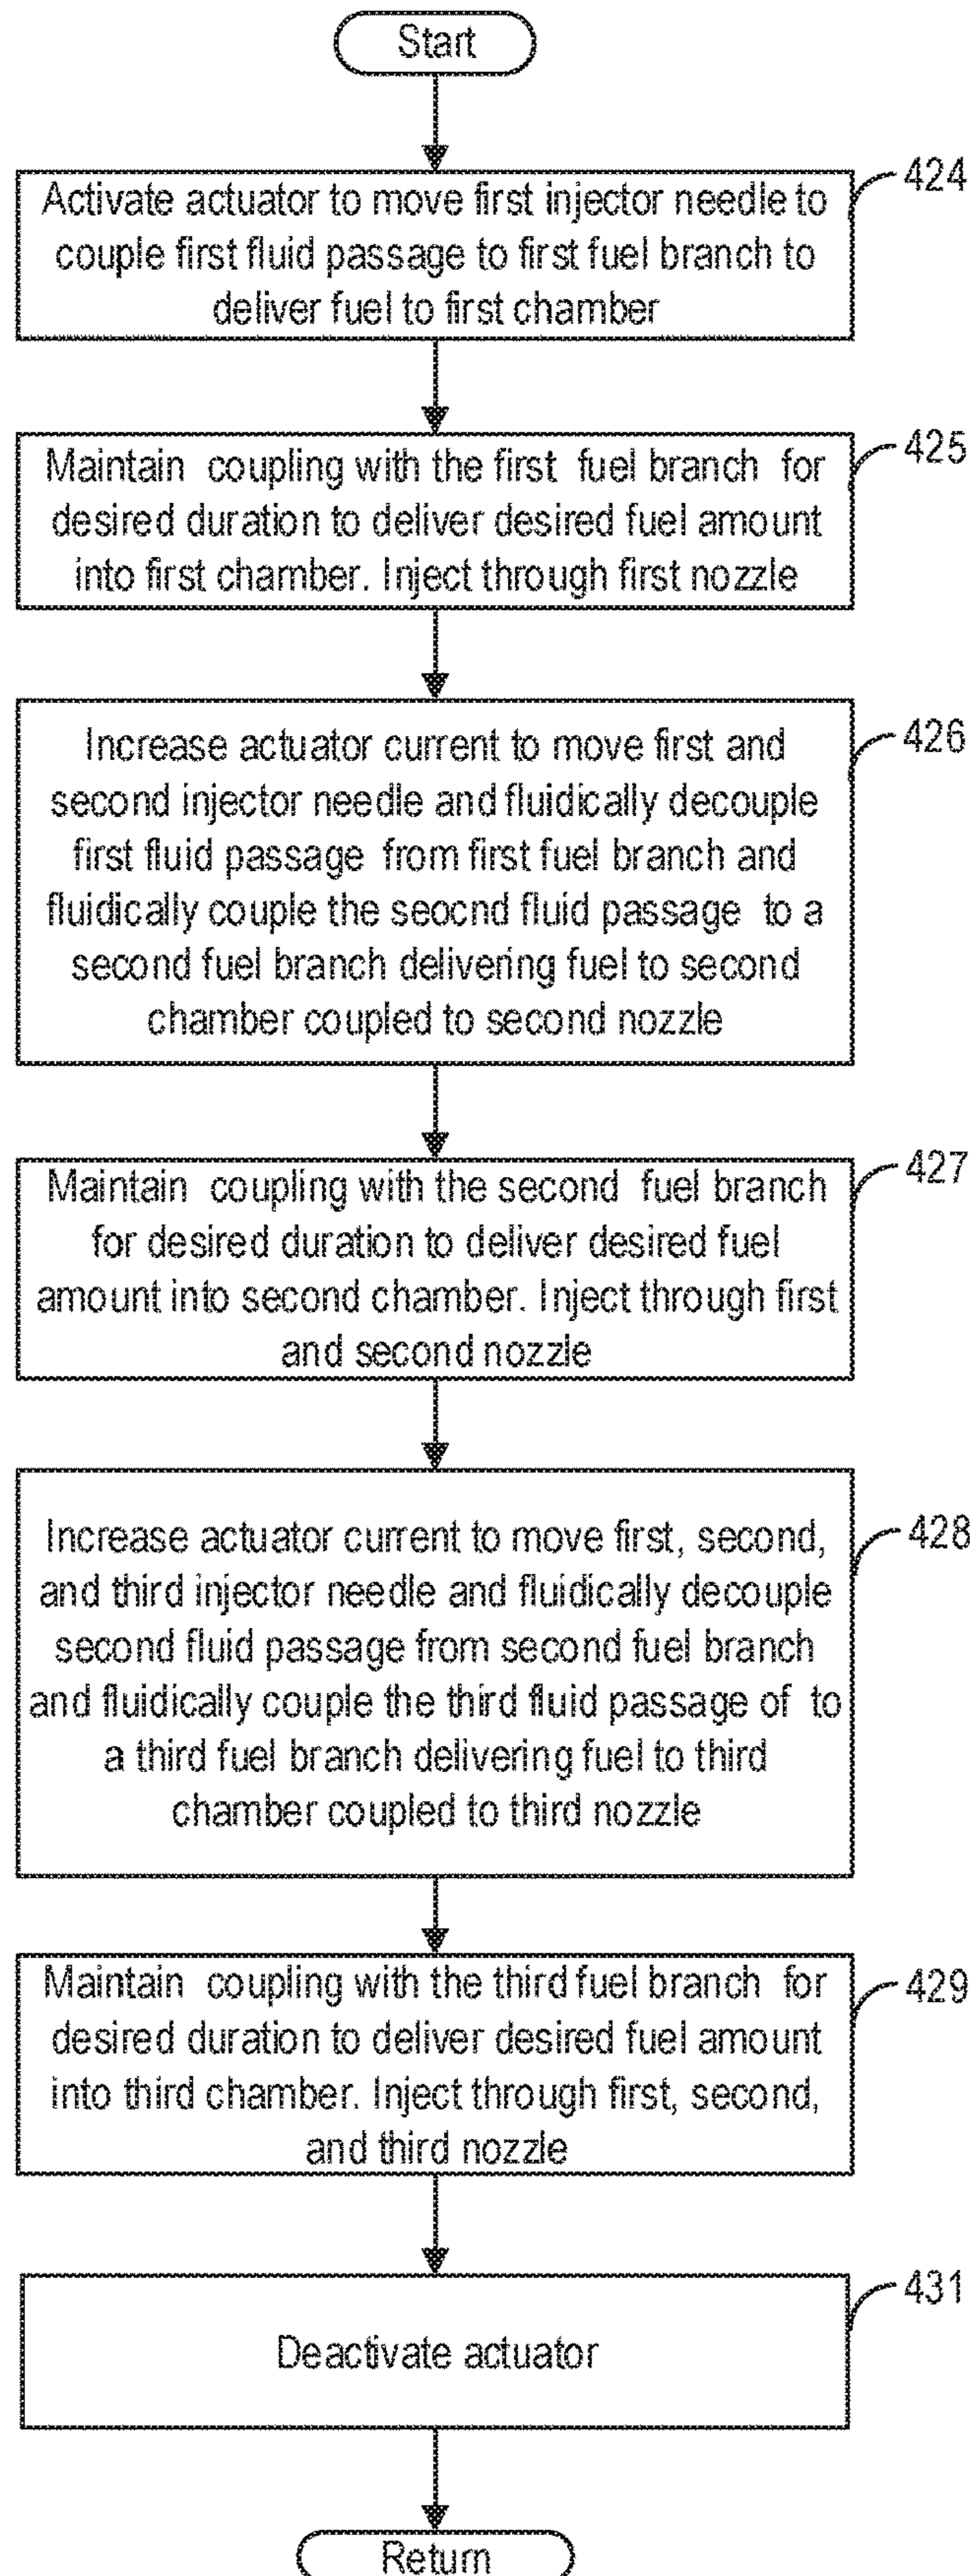 Start
424
Activate actuator to move first injector needle to
couple first fluid passage to first fuel branch to
deliver fuel to first chamber
425
Maintain coupling with the first fuel branch for
desired duration to deliver desired fuel amount
into first chamber. Inject through first nozzle
426
Increase actuator current to move first and
second injector needle and fluidically decouple
first fluid passage from first fuel branch and
fluidically couple the seocnd fluid passage to a
second fuel branch delivering fuel to second
chamber coupled to second nozzle
427
Maintain coupling with the second fuel branch
for desired duration to deliver desired fuel
amount into second chamber. Inject through first
and second nozzle
428
Increase actuator current to move first, second,
and third injector needle and fluidically decouple
second fluid passage from second fuel branch
and fluidically couple the third fluid passage of to
a third fuel branch delivering fuel to third
chamber coupled to third nozzle
429
Maintain coupling with the third fuel branch for
desired duration to deliver desired fuel amount
into third chamber. Inject through first, second,
and third nozzle
431
Deactivate actuator
Return